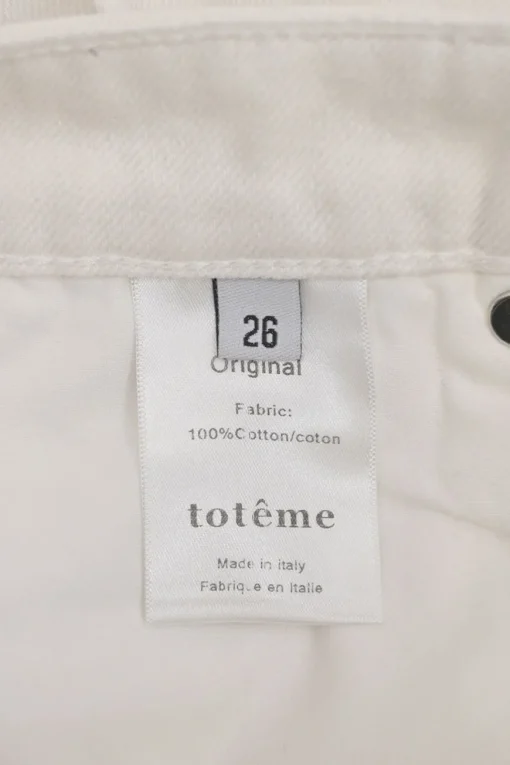 26
Original
Fabric:
100%Cotton/coton
totême
Made in italy
Fabrique en Italie